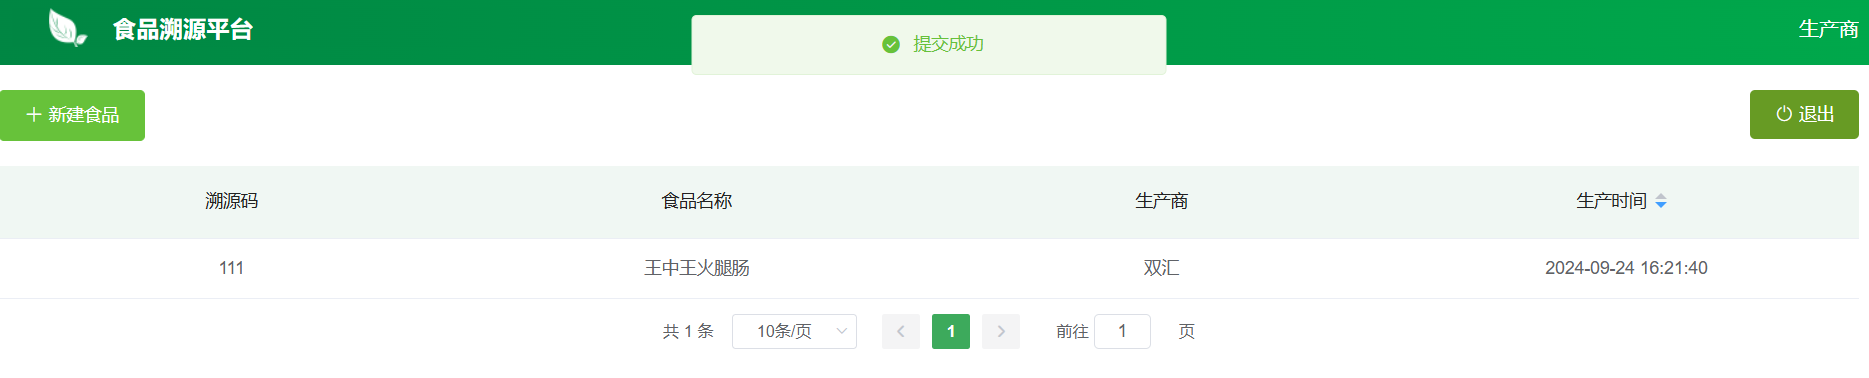 食品溯源平台
提交成功
生产商
新建食品
退出
溯源码 食品名称 生产商 生产时间
111 王中王火腿肠 双汇 2024-09-24 16:21:40
共 1 条 10条/页 1 前往 1 页